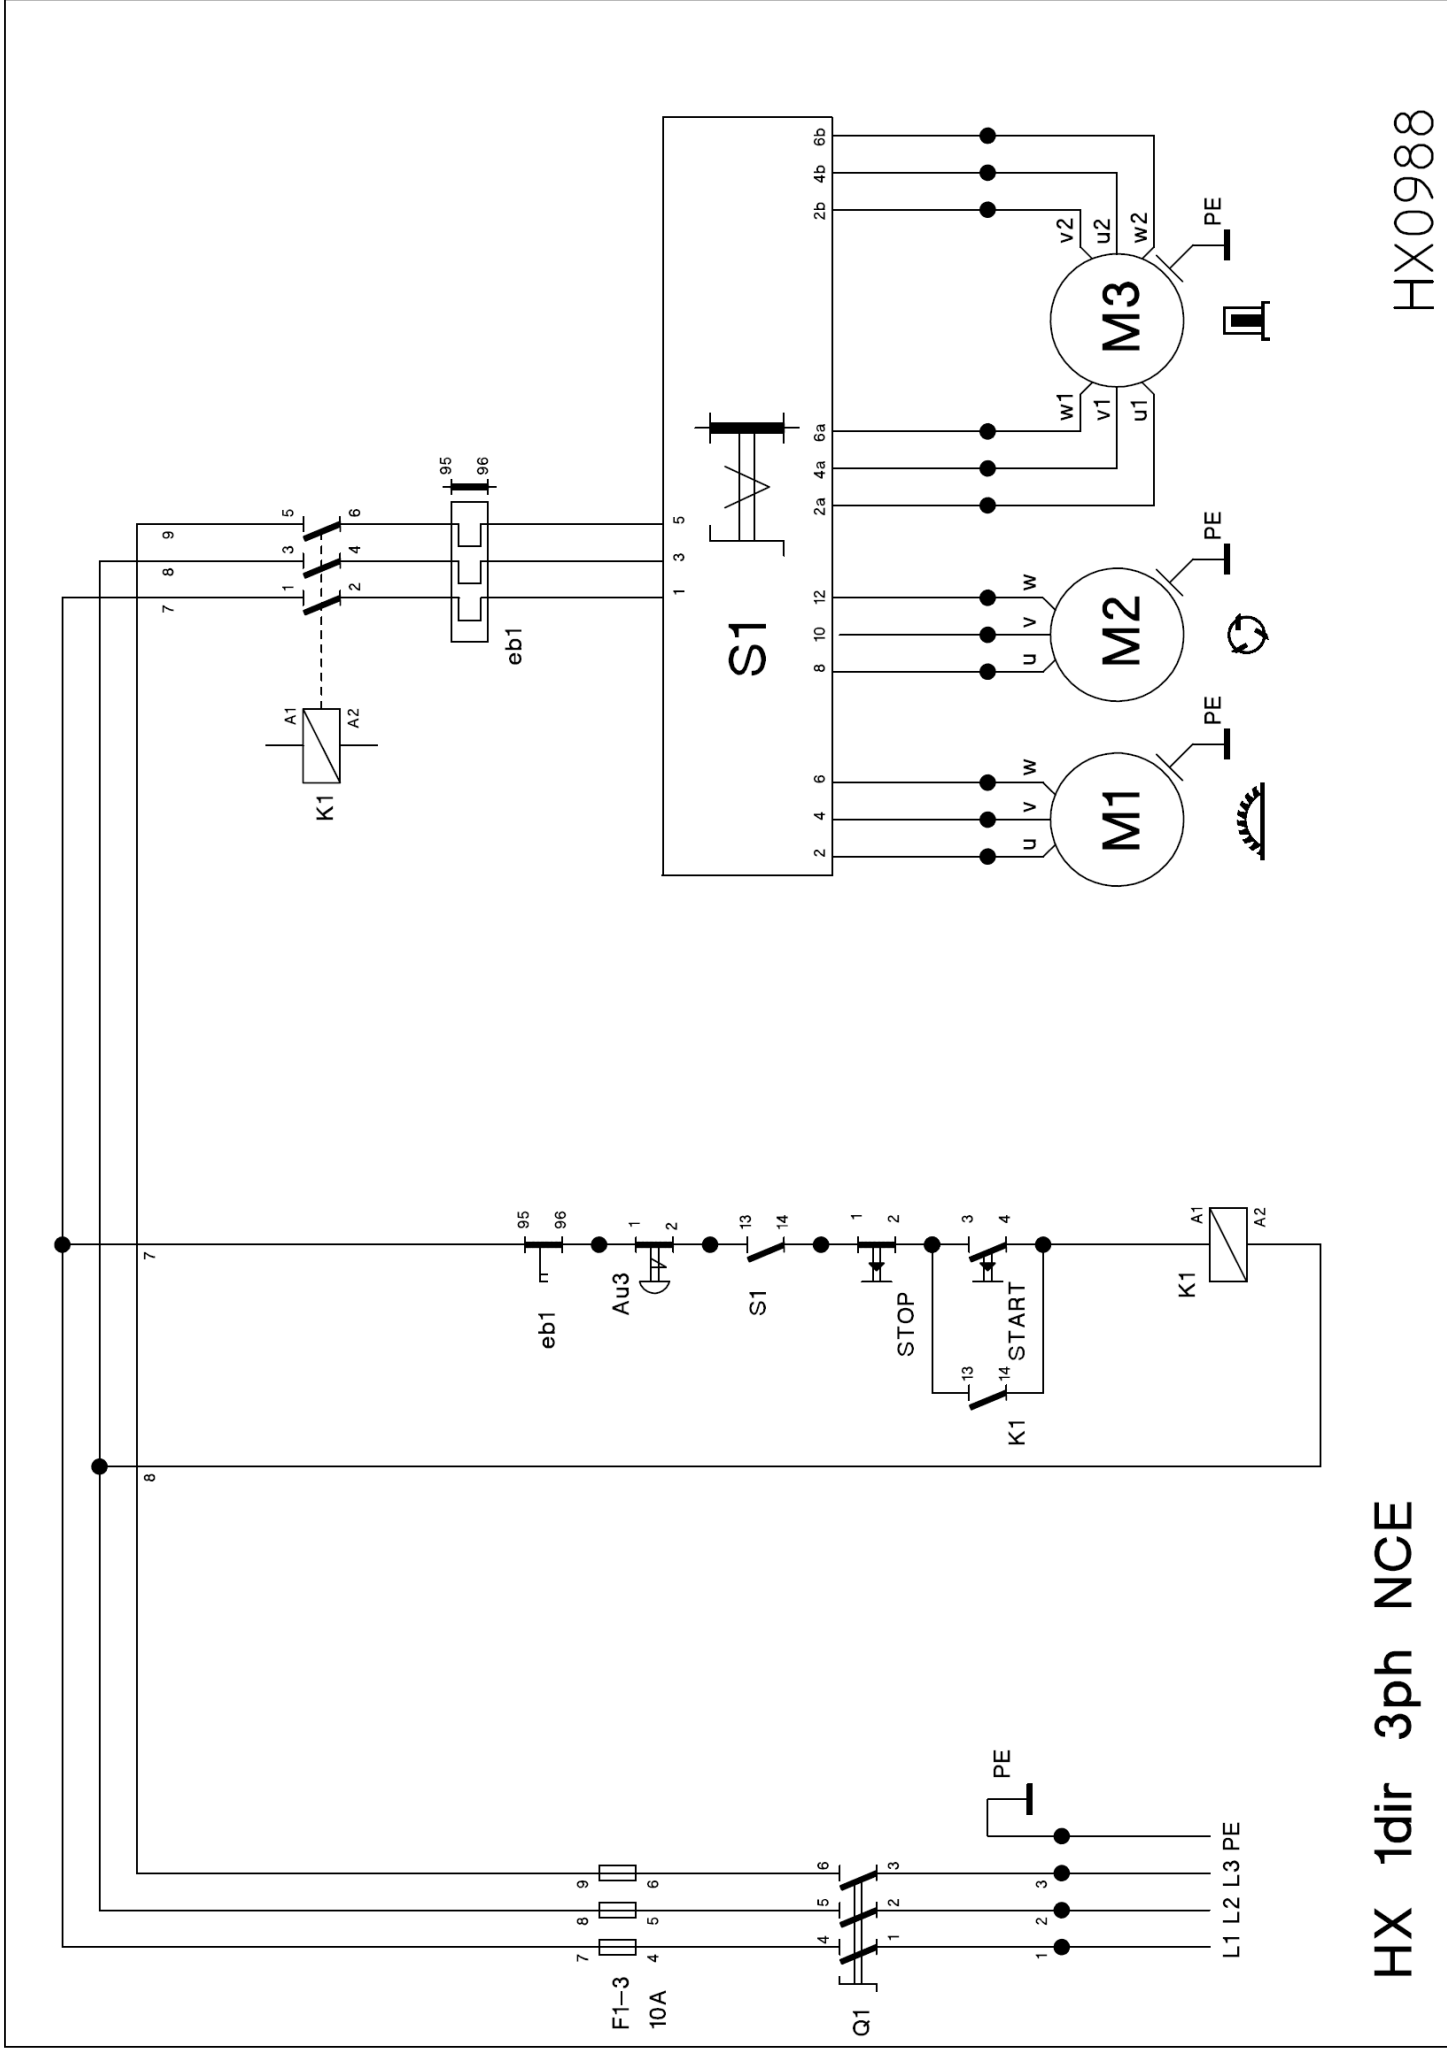 8 7
7 8 9
A1 1 3 5
K1
A2 2 4 6
95
96
eb1
95
eb1
96
7 8 9
F1-3
Au3 1
4 5 6
10A
2
1 3 5
13
S1
S1
14
4 5 6
2 4 6 8 10 12 2a 4a 6a 2b 4b 6b
1
Q1
1 2 3
2
STOP
13 3
PE
14 4
K1 START
u v w u v w
1 2 3
w1 v2
v1 u2
M1 M2 M3
u1 w2
K1 A1
PE PE PE
L1 L2 L3 PE
A2
HX 1dir 3ph NCE
HX0988